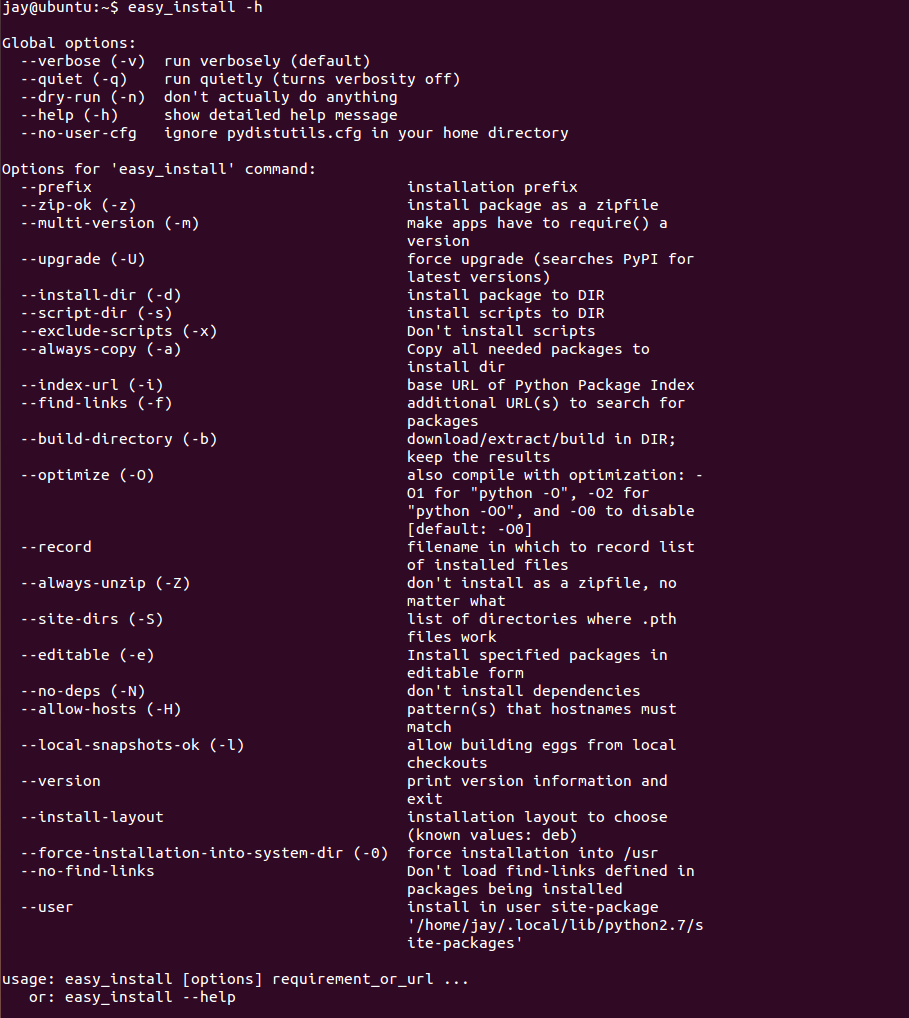 jay@ubuntu:~$ easy_install -h

Global options:
  --verbose (-v)  run verbosely (default)
  --quiet (-q)    run quietly (turns verbosity off)
  --dry-run (-n)  don't actually do anything
  --help (-h)     show detailed help message
  --no-user-cfg   ignore pydistutils.cfg in your home directory

Options for 'easy_install' command:
  --prefix                                   installation prefix
  --zip-ok (-z)                              install package as a zipfile
  --multi-version (-m)                       make apps have to require() a
                                             version
  --upgrade (-U)                             force upgrade (searches PyPI for
                                             latest versions)
  --install-dir (-d)                         install package to DIR
  --script-dir (-s)                          install scripts to DIR
  --exclude-scripts (-x)                     Don't install scripts
  --always-copy (-a)                         Copy all needed packages to
                                             install dir
  --index-url (-i)                           base URL of Python Package Index
  --find-links (-f)                          additional URL(s) to search for
                                             packages
  --build-directory (-b)                     download/extract/build in DIR;
                                             keep the results
  --optimize (-O)                            also compile with optimization: -
                                             O1 for "python -O", -O2 for
                                             "python -OO", and -O0 to disable
                                             [default: -O0]
  --record                                   filename in which to record list
                                             of installed files
  --always-unzip (-Z)                        don't install as a zipfile, no
                                             matter what
  --site-dirs (-S)                           list of directories where .pth
                                             files work
  --editable (-e)                            Install specified packages in
                                             editable form
  --no-deps (-N)                             don't install dependencies
  --allow-hosts (-H)                         pattern(s) that hostnames must
                                             match
  --local-snapshots-ok (-l)                  allow building eggs from local
                                             checkouts
  --version                                  print version information and
                                             exit
  --install-layout                           installation layout to choose
                                             (known values: deb)
  --force-installation-into-system-dir (-0)  force installation into /usr
  --no-find-links                            Don't load find-links defined in
                                             packages being installed
  --user                                     install in user site-package
                                             '/home/jay/.local/lib/python2.7/s
                                             ite-packages'

usage: easy_install [options] requirement_or_url ...
   or: easy_install --help